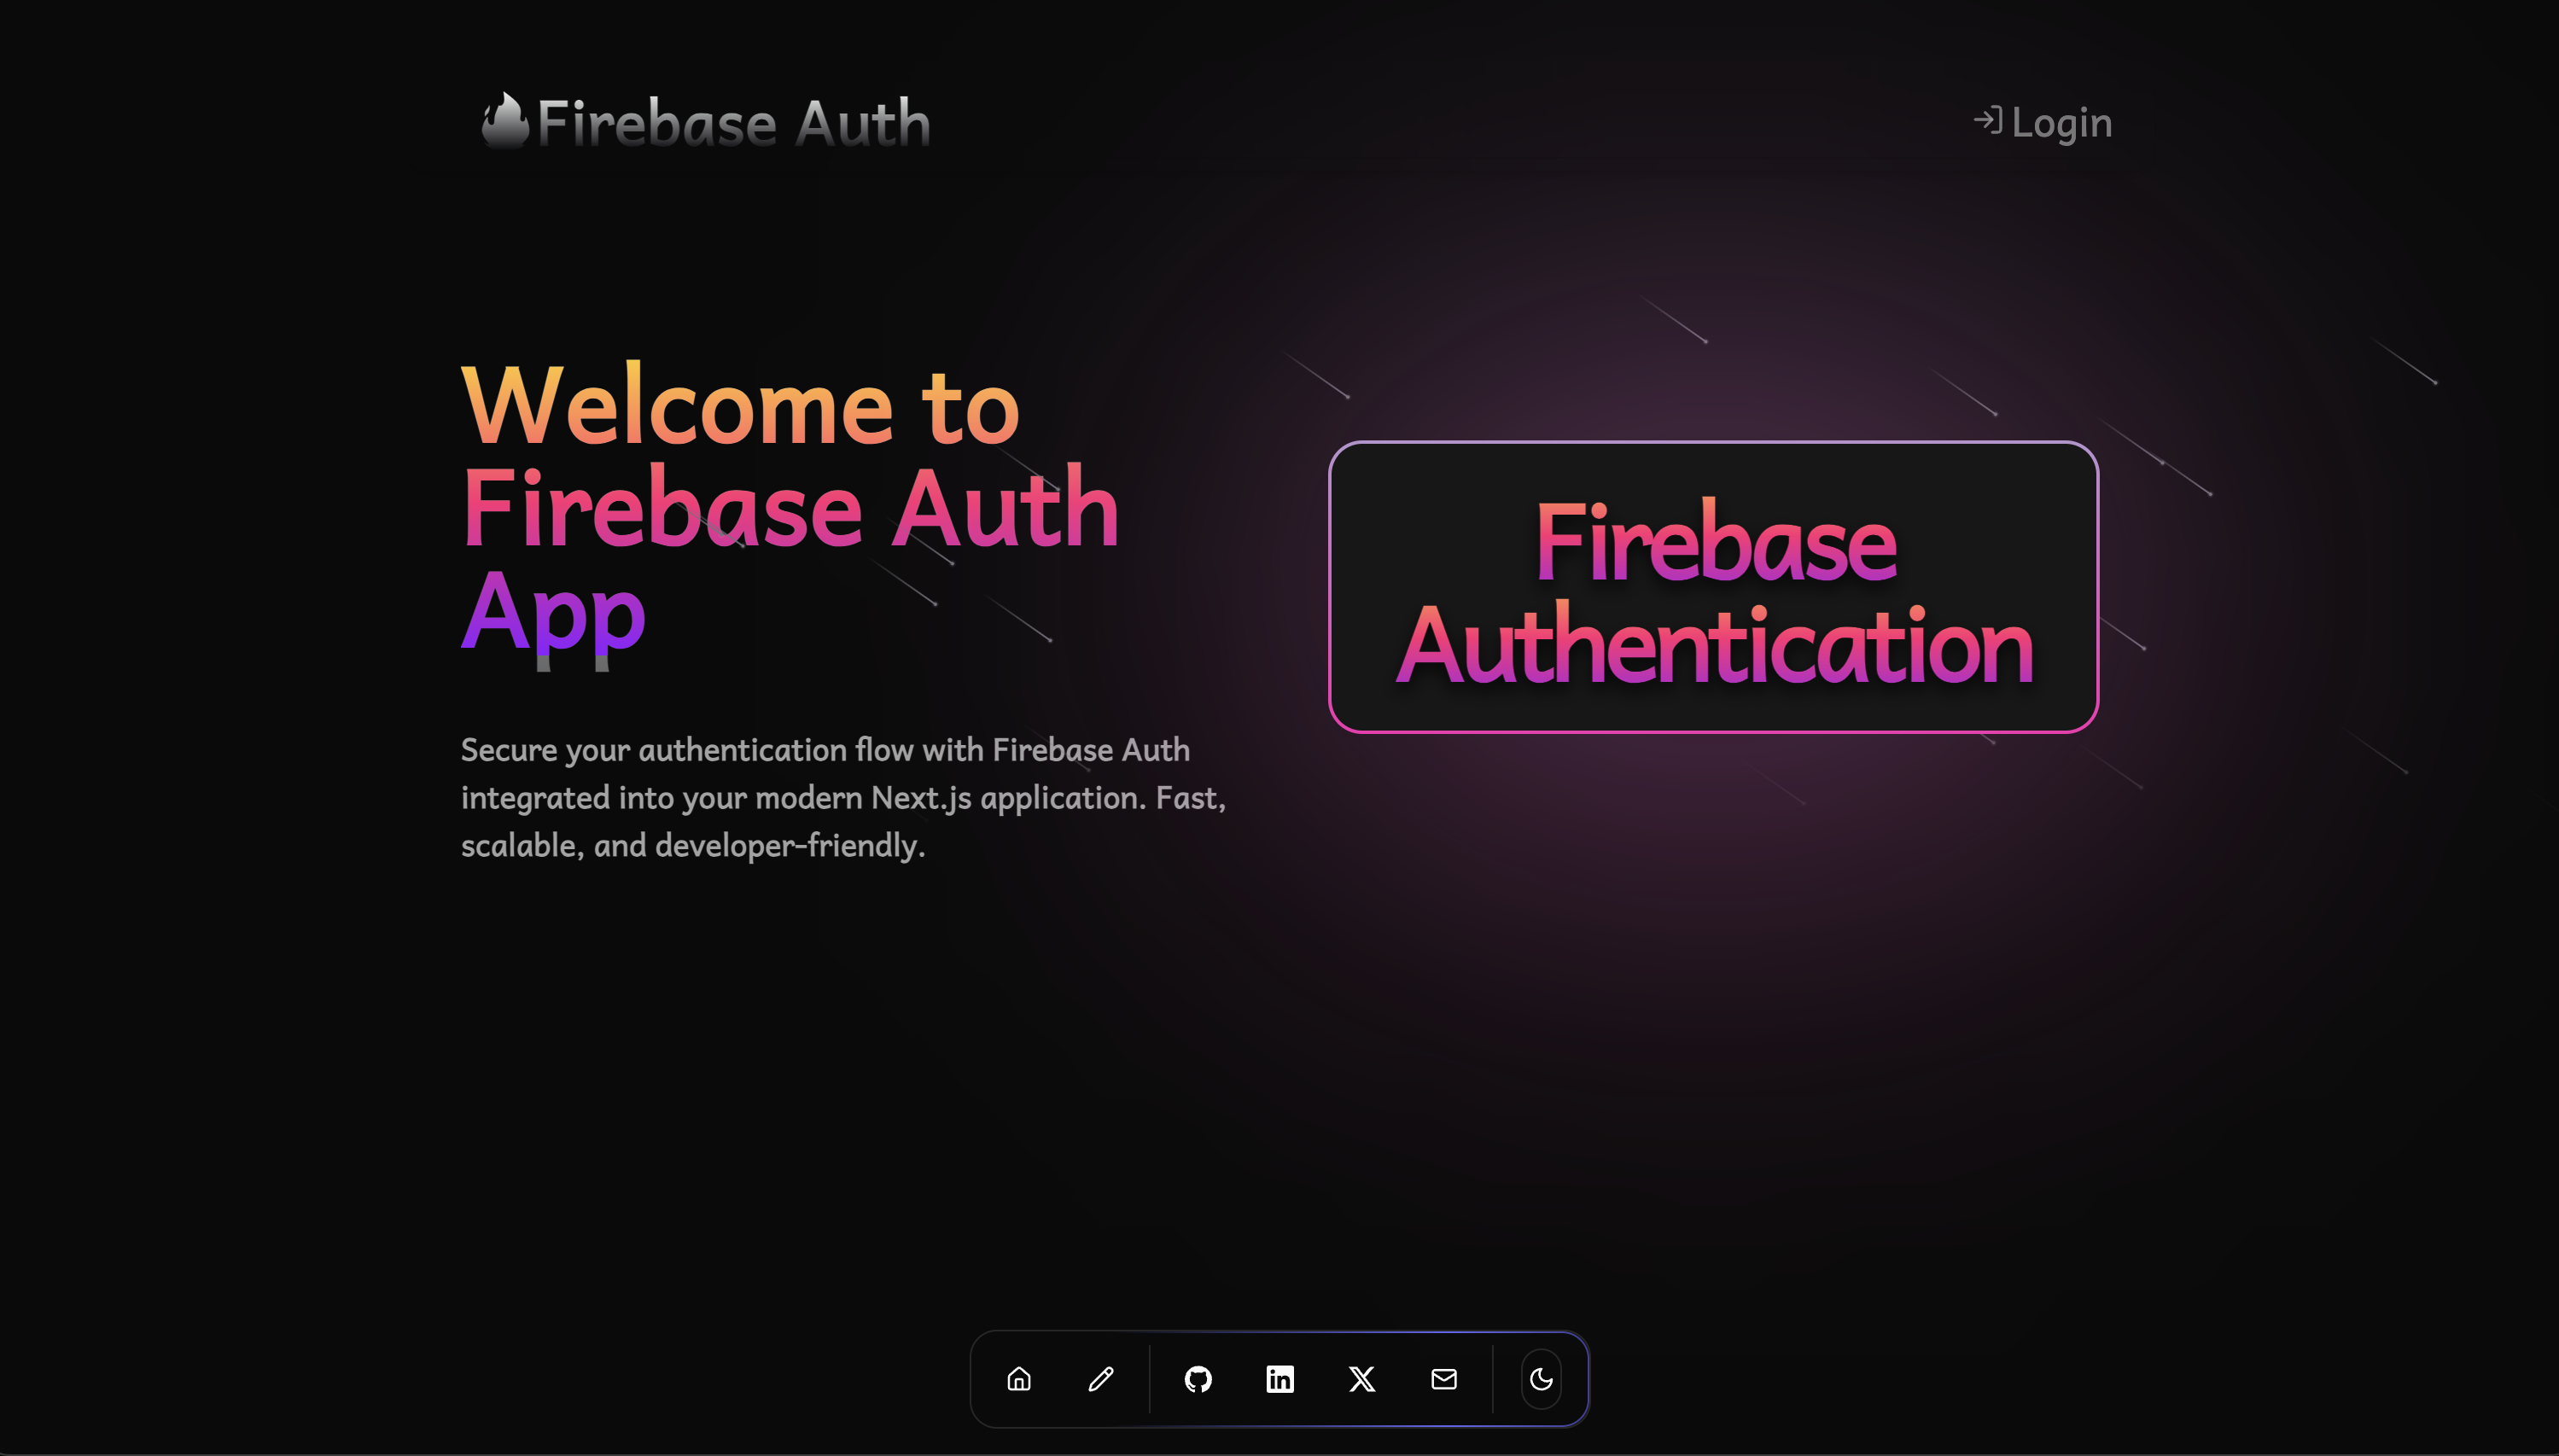 Firebase Auth
Login
Welcome to
Firebase Auth
App
Secure your authentication flow with Firebase Auth
integrated into your modern Next.js application. Fast,
scalable, and developer-friendly.
Firebase
Authentication